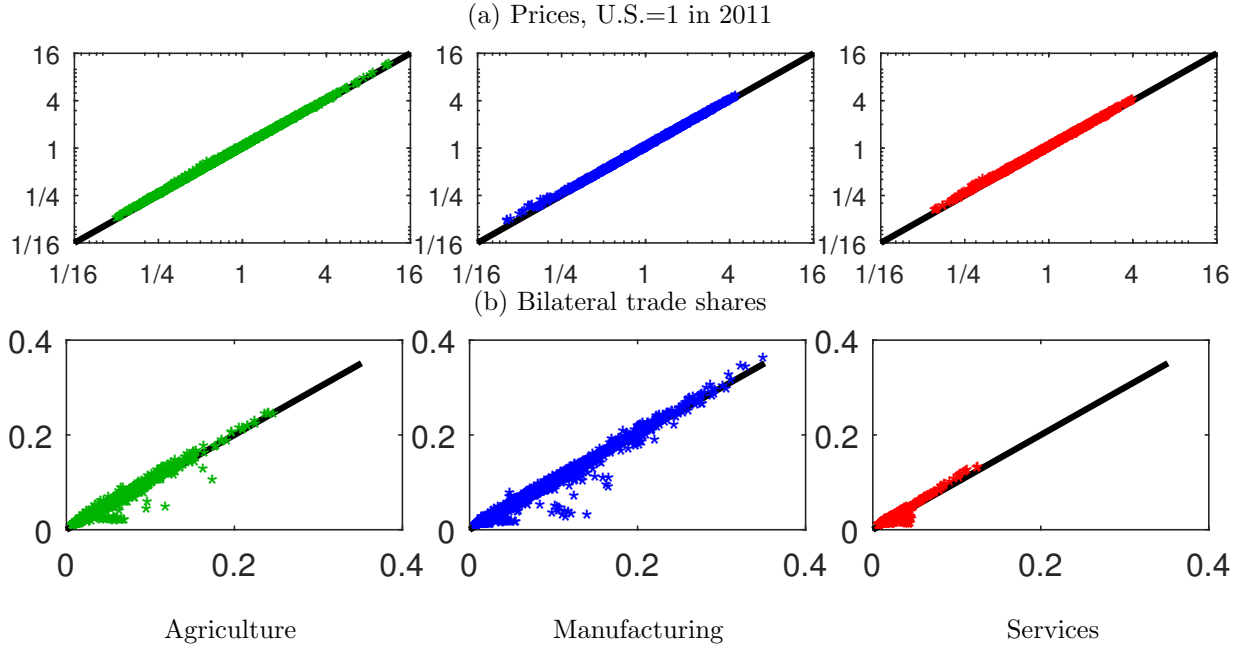 (a) Prices, U.S.=1 in 2011
16 16 16
4 4 4
1 1 1
1/4 1/4 1/4
1/16 1/16 1/16
1/16 1/4 1 4 16 1/16 1/4 1 4 16 1/16 1/4 1 4 16
(b) Bilateral trade shares
0.4 0.4 0.4
0.2 0.2 0.2
0 0 0
0 0.2 0.4 0 0.2 0.4 0 0.2 0.4
Agriculture Manufacturing Services